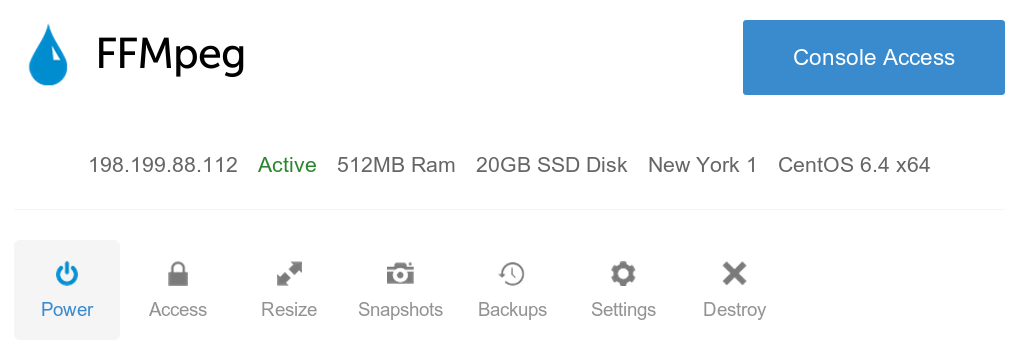 FFMpeg
Console Access
198.199.88.112 Active 512MB Ram 20GB SSD Disk New York 1 CentOS 6.4 x64
Power Access Resize Snapshots Backups Settings Destroy